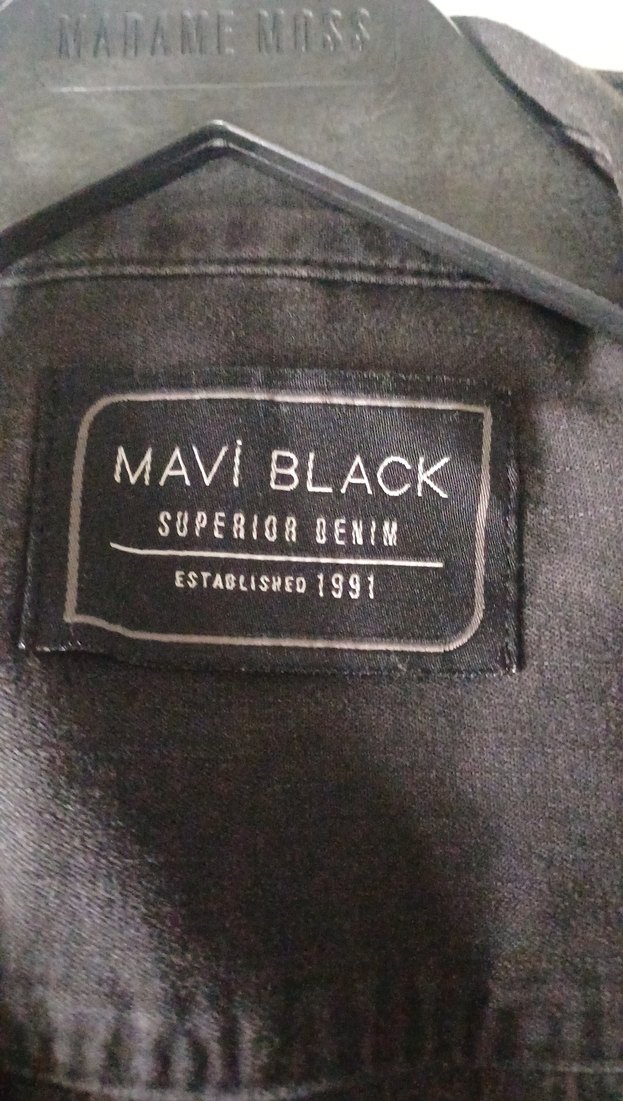 MADAME MOSS
MAVİ BLACK
SUPERIOR DENIM
ESTABLISHED 1991